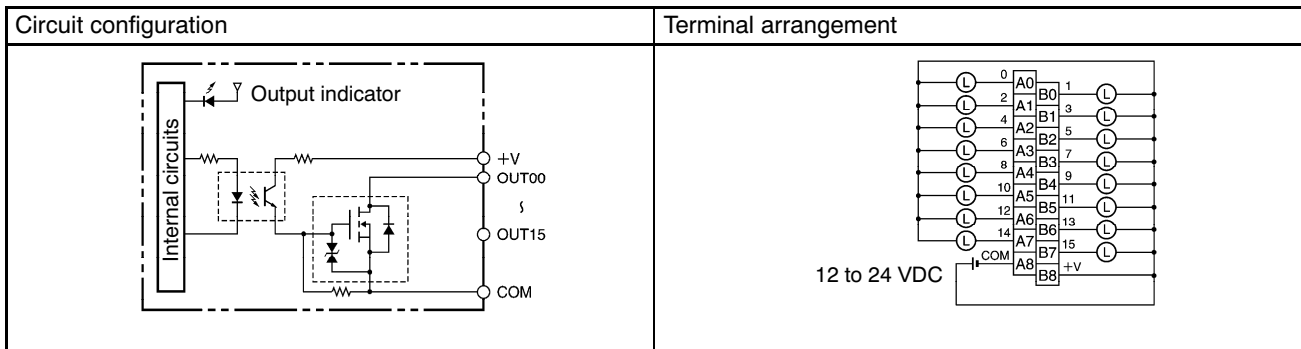 Circuit configuration
Terminal arrangement
Output indicator
Internal circuits
+V
OUT00
OUT15
COM
0
A0
1
L
B0
L
2
A1
3
L
B1
L
4
A2
5
L
B2
L
6
A3
7
L
B3
L
8
A4
9
L
B4
L
10
A5
11
L
B5
L
12
A6
13
L
B6
L
14
A7
15
L
B7
L
COM
A8
+V
B8
12 to 24 VDC